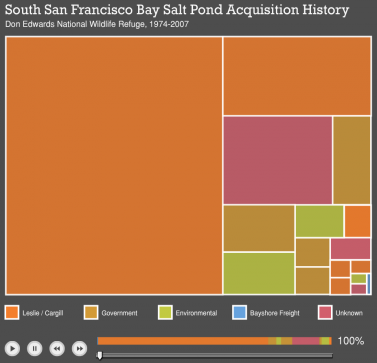 South San Francisco Bay Salt Pond Acquisition History
Don Edwards National Wildlife Refuge, 1974-2007
Leslie / Cargill
Government
Environmental
Bayshore Freight
Unknown
100%